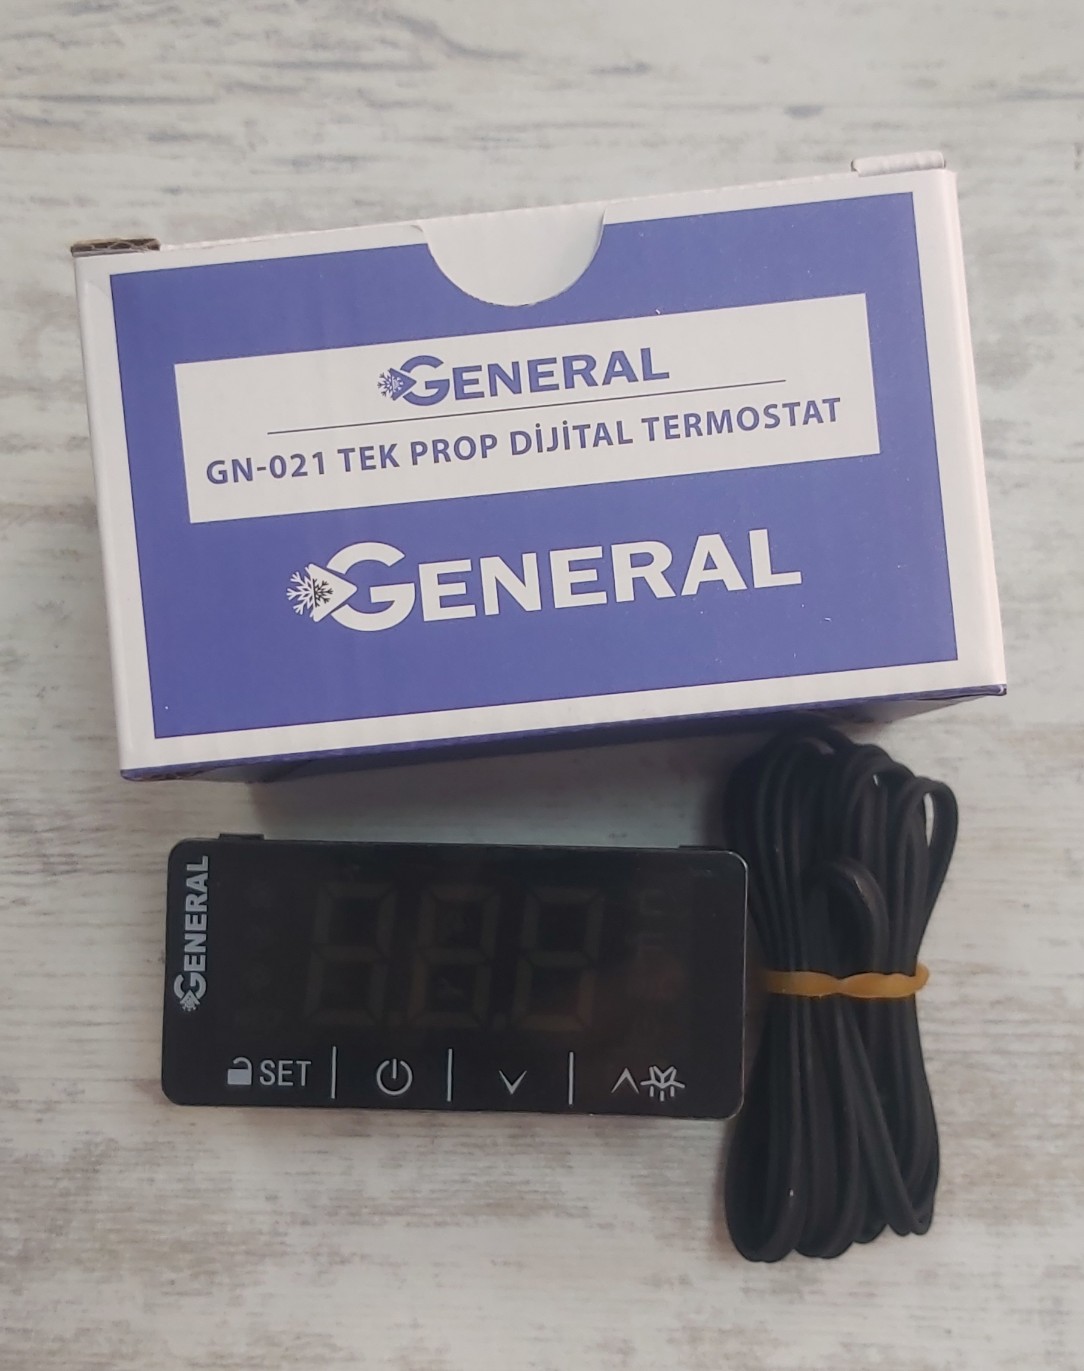 GENERAL
GN-021 TEK PROP DİJİTAL TERMOSTAT
GENERAL
GENERAL
SET